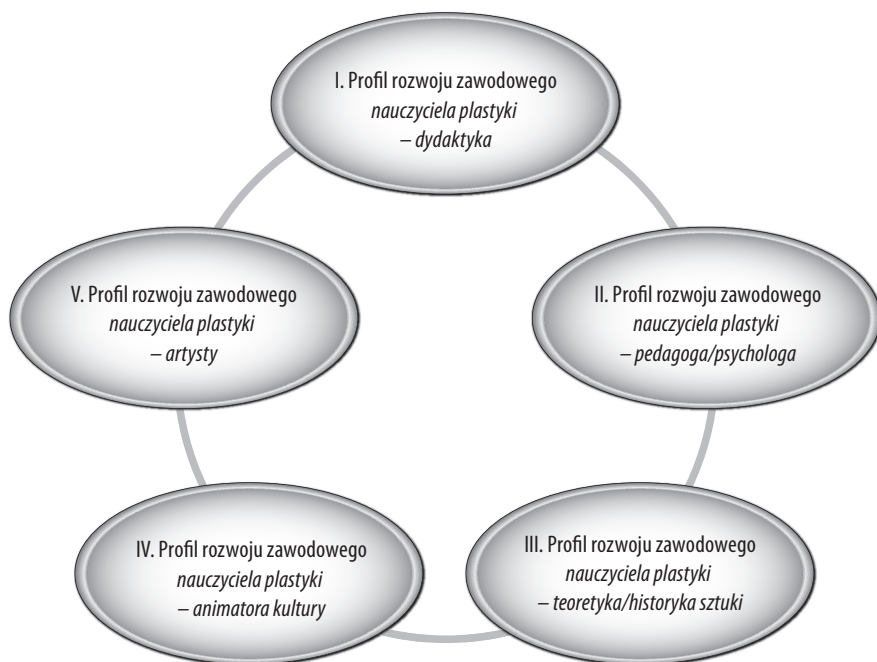 I. Profil rozwoju zawodowego
nauczyciela plastyki
– dydaktyka
II. Profil rozwoju zawodowego
nauczyciela plastyki
– pedagoga/psychologa
III. Profil rozwoju zawodowego
nauczyciela plastyki
– teoretyka/historyka sztuki
IV. Profil rozwoju zawodowego
nauczyciela plastyki
– animatora kultury
V. Profil rozwoju zawodowego
nauczyciela plastyki
– artysty